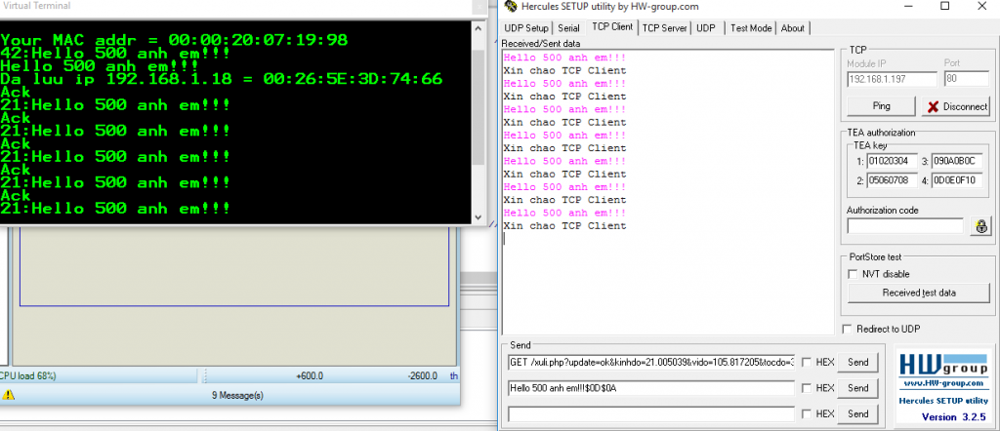 Virtual Terminal
Your MAC addr = 00:00:20:07:19:98
42:Hello 500 anh em!!!
Hello 500 anh em!!!
Da luu ip 192.168.1.18 = 00:26:5E:3D:74:66
Ack
21:Hello 500 anh em!!!
Ack
21:Hello 500 anh em!!!
Ack
21:Hello 500 anh em!!!
Ack
21:Hello 500 anh em!!!
Ack
21:Hello 500 anh em!!!
CPU load 68%)
+600.0
-2600.0
th
9 Message(s)
Hercules SETUP utility by HW-group.com
UDP Setup
Serial
TCP Client
TCP Server
UDP
Test Mode
About
Received/Sent data
Hello 500 anh em!!!
Xin chao TCP Client
Hello 500 anh em!!!
Xin chao TCP Client
Hello 500 anh em!!!
Xin chao TCP Client
Hello 500 anh em!!!
Xin chao TCP Client
Hello 500 anh em!!!
Xin chao TCP Client
Hello 500 anh em!!!
Xin chao TCP Client
Hello 500 anh em!!!
Xin chao TCP Client
TCP
Module IP
Port
192.168.1.197
80
Ping
Disconnect
TEA authorization
TEA key
1: 01020304
3: 090A0B0C
2: 05060708
4: 0D0E0F10
Authorization code
PortStore test
NVT disable
Received test data
Redirect to UDP
Send
GET /xuli.php?update=ok&kinhdo=21.005039&vido=105.817205&tocdo=3
HEX
Send
Hello 500 anh em!!!$0D$0A
HEX
Send
HEX
Send
HWgroup
www.HW-group.com
Hercules SETUP utility
Version 3.2.5